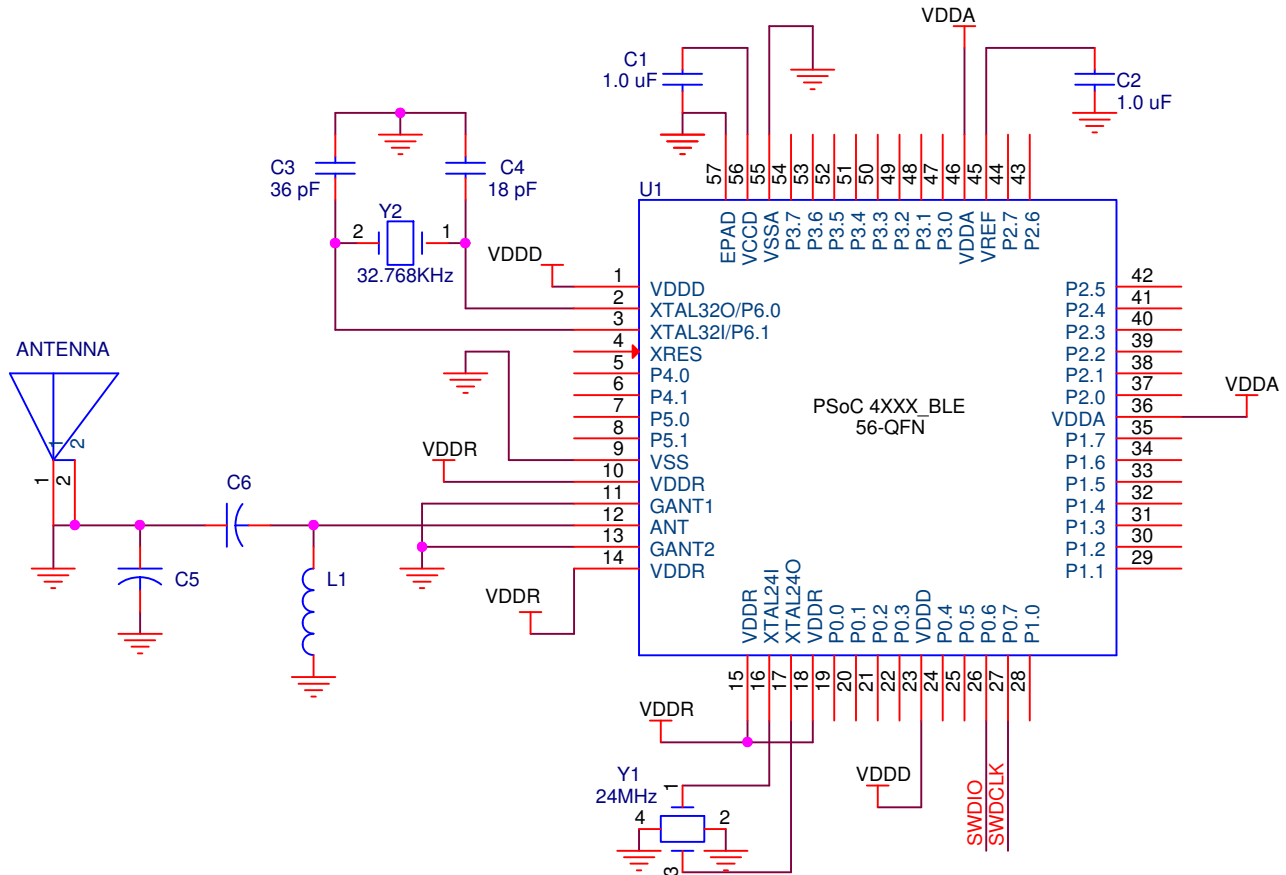 VDDA
C1
1.0 uF
C2
1.0 uF
C3
36 pF
C4
18 pF
Y2
2
1
32.768KHz
VDDD
U1
57
56
55
54
53
52
51
50
49
48
47
46
45
44
43
EPAD
VCCD
VSSA
P3.7
P3.6
P3.5
P3.4
P3.3
P3.2
P3.1
P3.0
VDDA
VREF
P2.7
P2.6
1
VDDD
2
XTAL32O/P6.0
3
XTAL32I/P6.1
4
XRES
5
P4.0
6
P4.1
7
P5.0
8
P5.1
9
VSS
10
VDDR
11
GANT1
12
ANT
13
GANT2
14
VDDR
PSoC 4XXX_BLE
56-QFN
P2.5
42
P2.4
41
P2.3
40
P2.2
39
P2.1
38
P2.0
37
VDDA
36
P1.7
35
P1.6
34
P1.5
33
P1.4
32
P1.3
31
P1.2
30
P1.1
29
VDDA
ANTENNA
1
2
1
2
VDDR
C6
C5
L1
VDDR
VDDR
XTAL24I
XTAL24O
VDDR
P0.0
P0.1
P0.2
P0.3
VDDD
P0.4
P0.5
P0.6
P0.7
P1.0
15
16
17
18
19
20
21
22
23
24
25
26
27
28
VDDR
Y1
24MHz
1
4
2
3
VDDD
SWDIO
SWDCLK